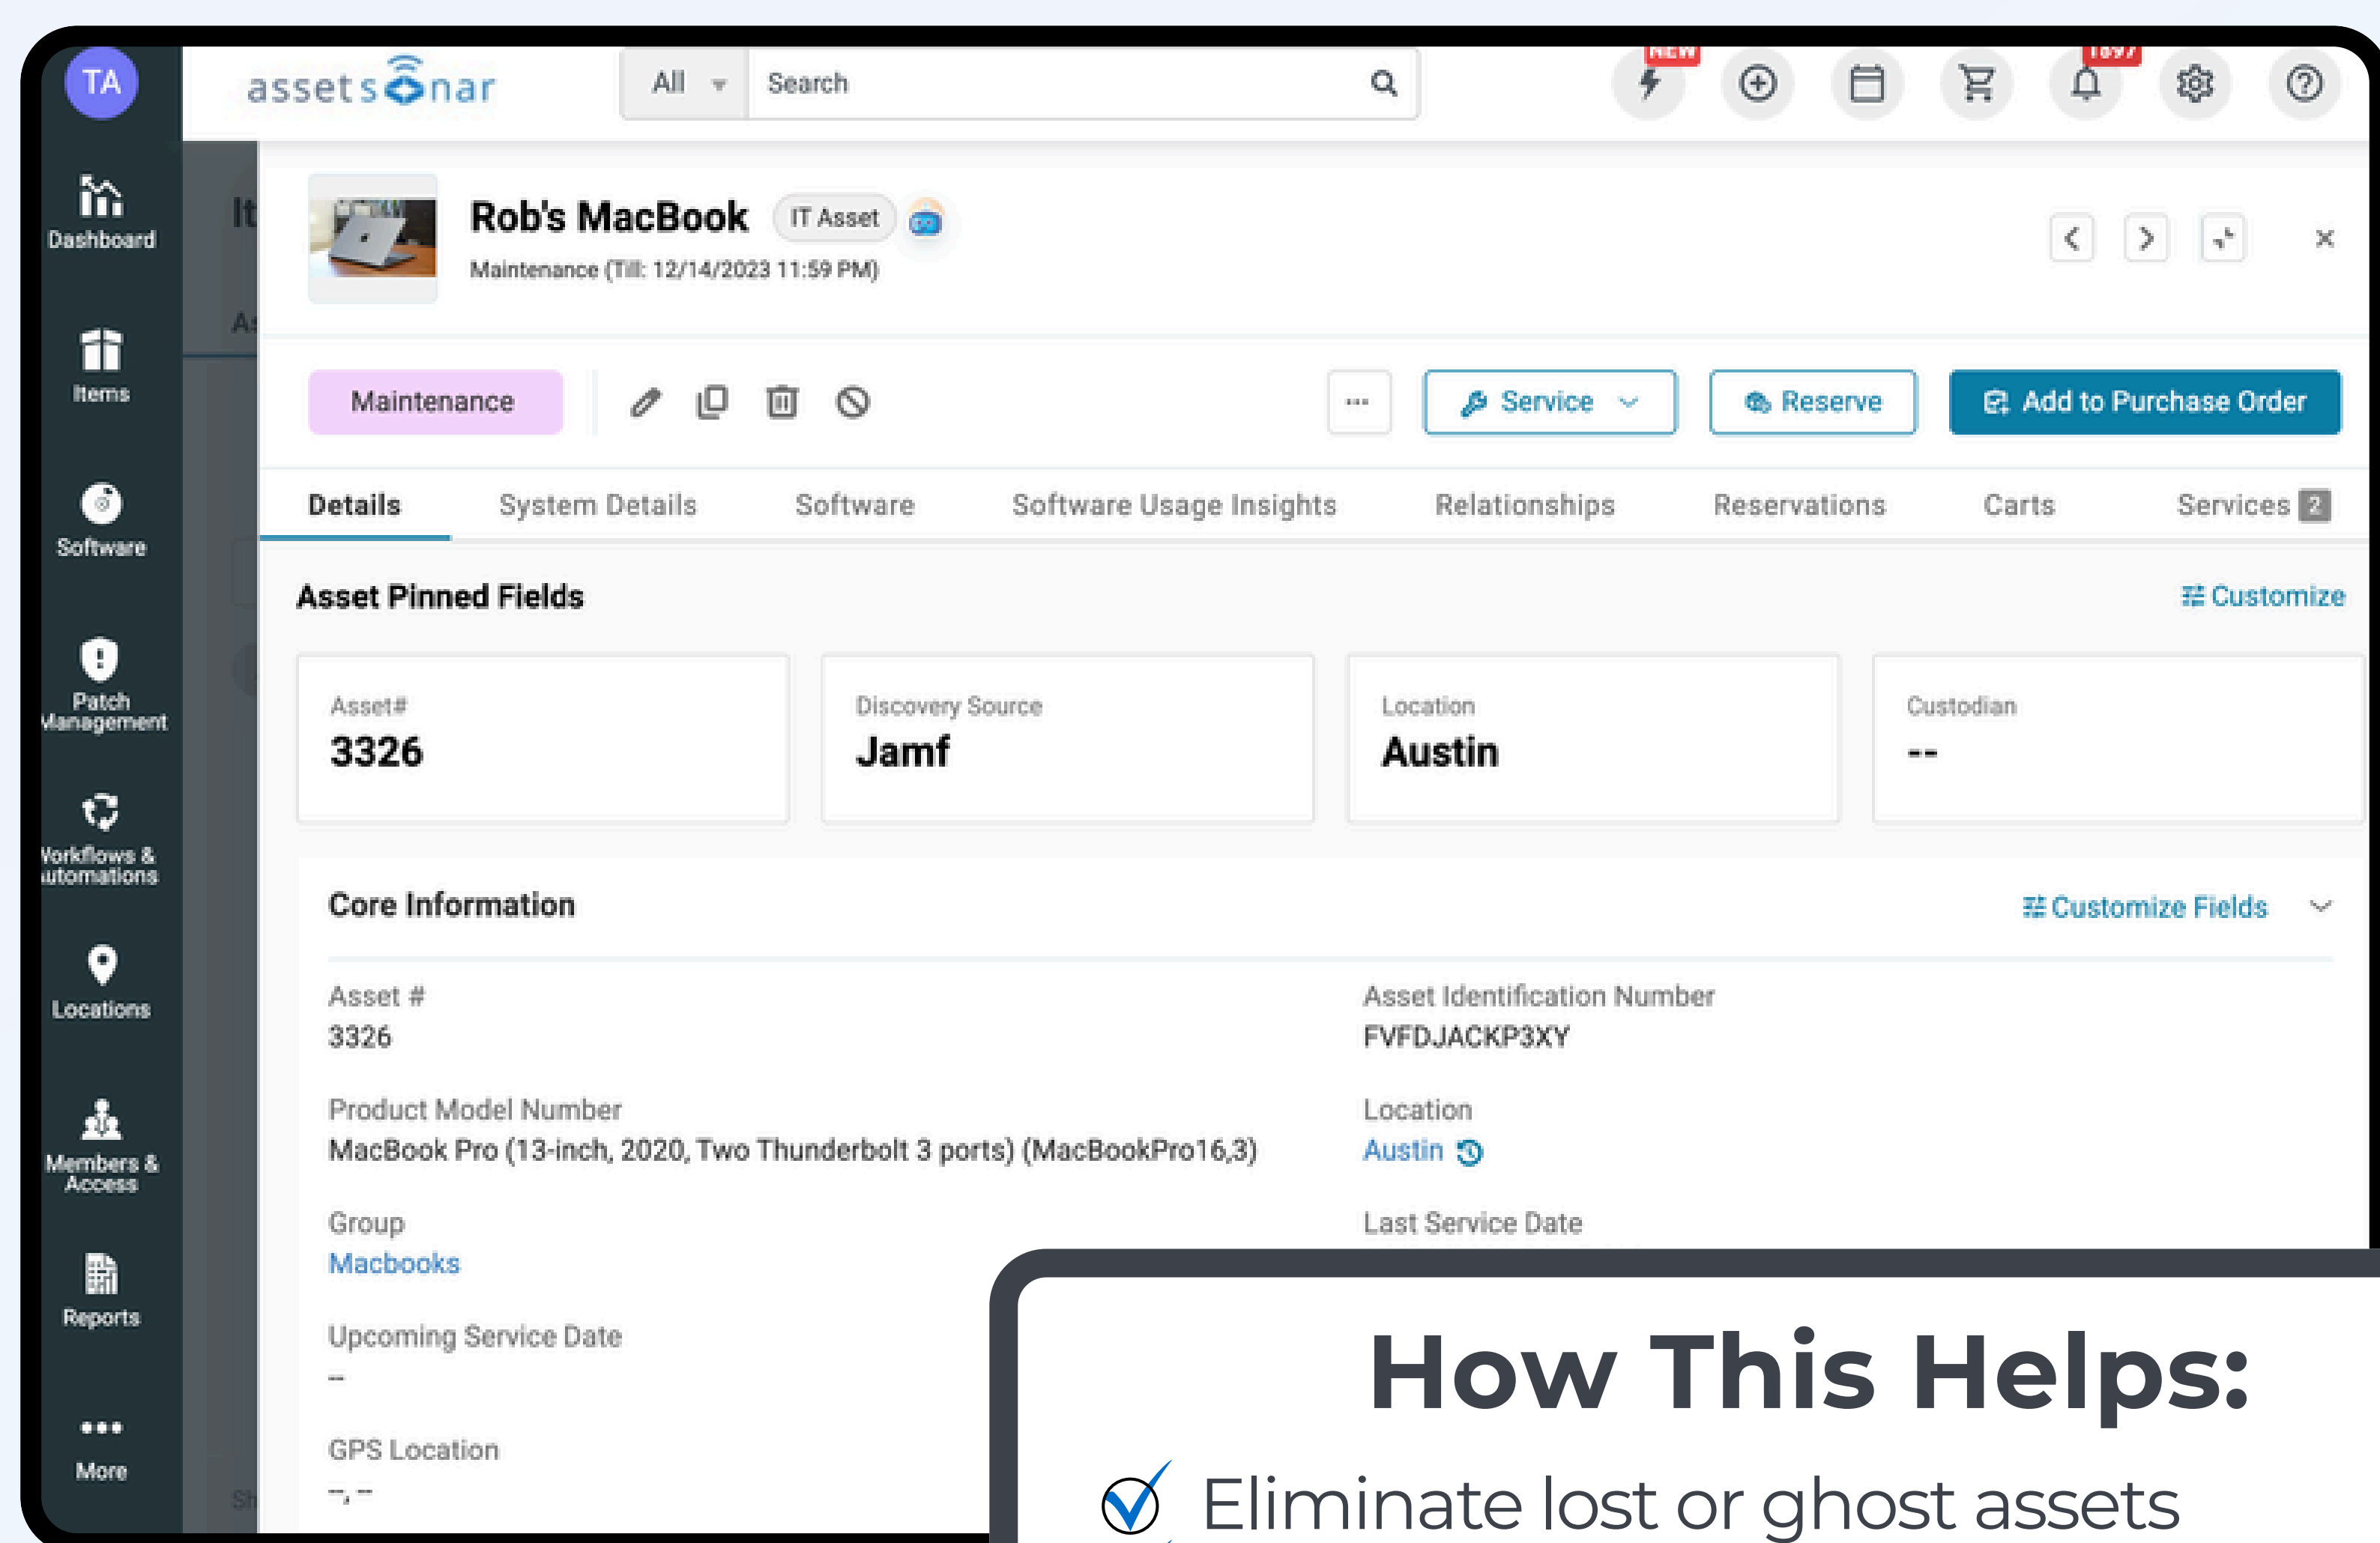 TA
assetsonar
All
Search
NEW
1697
Dashboard
Items
Software
Patch
Management
Workflows &
Automations
Locations
Members &
Access
Reports
More
Rob's MacBook
IT Asset
Maintenance (Till: 12/14/2023 11:59 PM)
Maintenance
Service
Reserve
Add to Purchase Order
Details
System Details
Software
Software Usage Insights
Relationships
Reservations
Carts
Services 2
Asset Pinned Fields
Customize
Asset#
3326
Discovery Source
Jamf
Location
Austin
Custodian
--
Core Information
Customize Fields
Asset #
3326
Asset Identification Number
FVFDJACKP3XY
Product Model Number
MacBook Pro (13-inch, 2020, Two Thunderbolt 3 ports) (MacBookPro16,3)
Location
Austin
Group
Macbooks
Last Service Date
Upcoming Service Date
--
GPS Location
--, --
How This Helps:
Eliminate lost or ghost assets